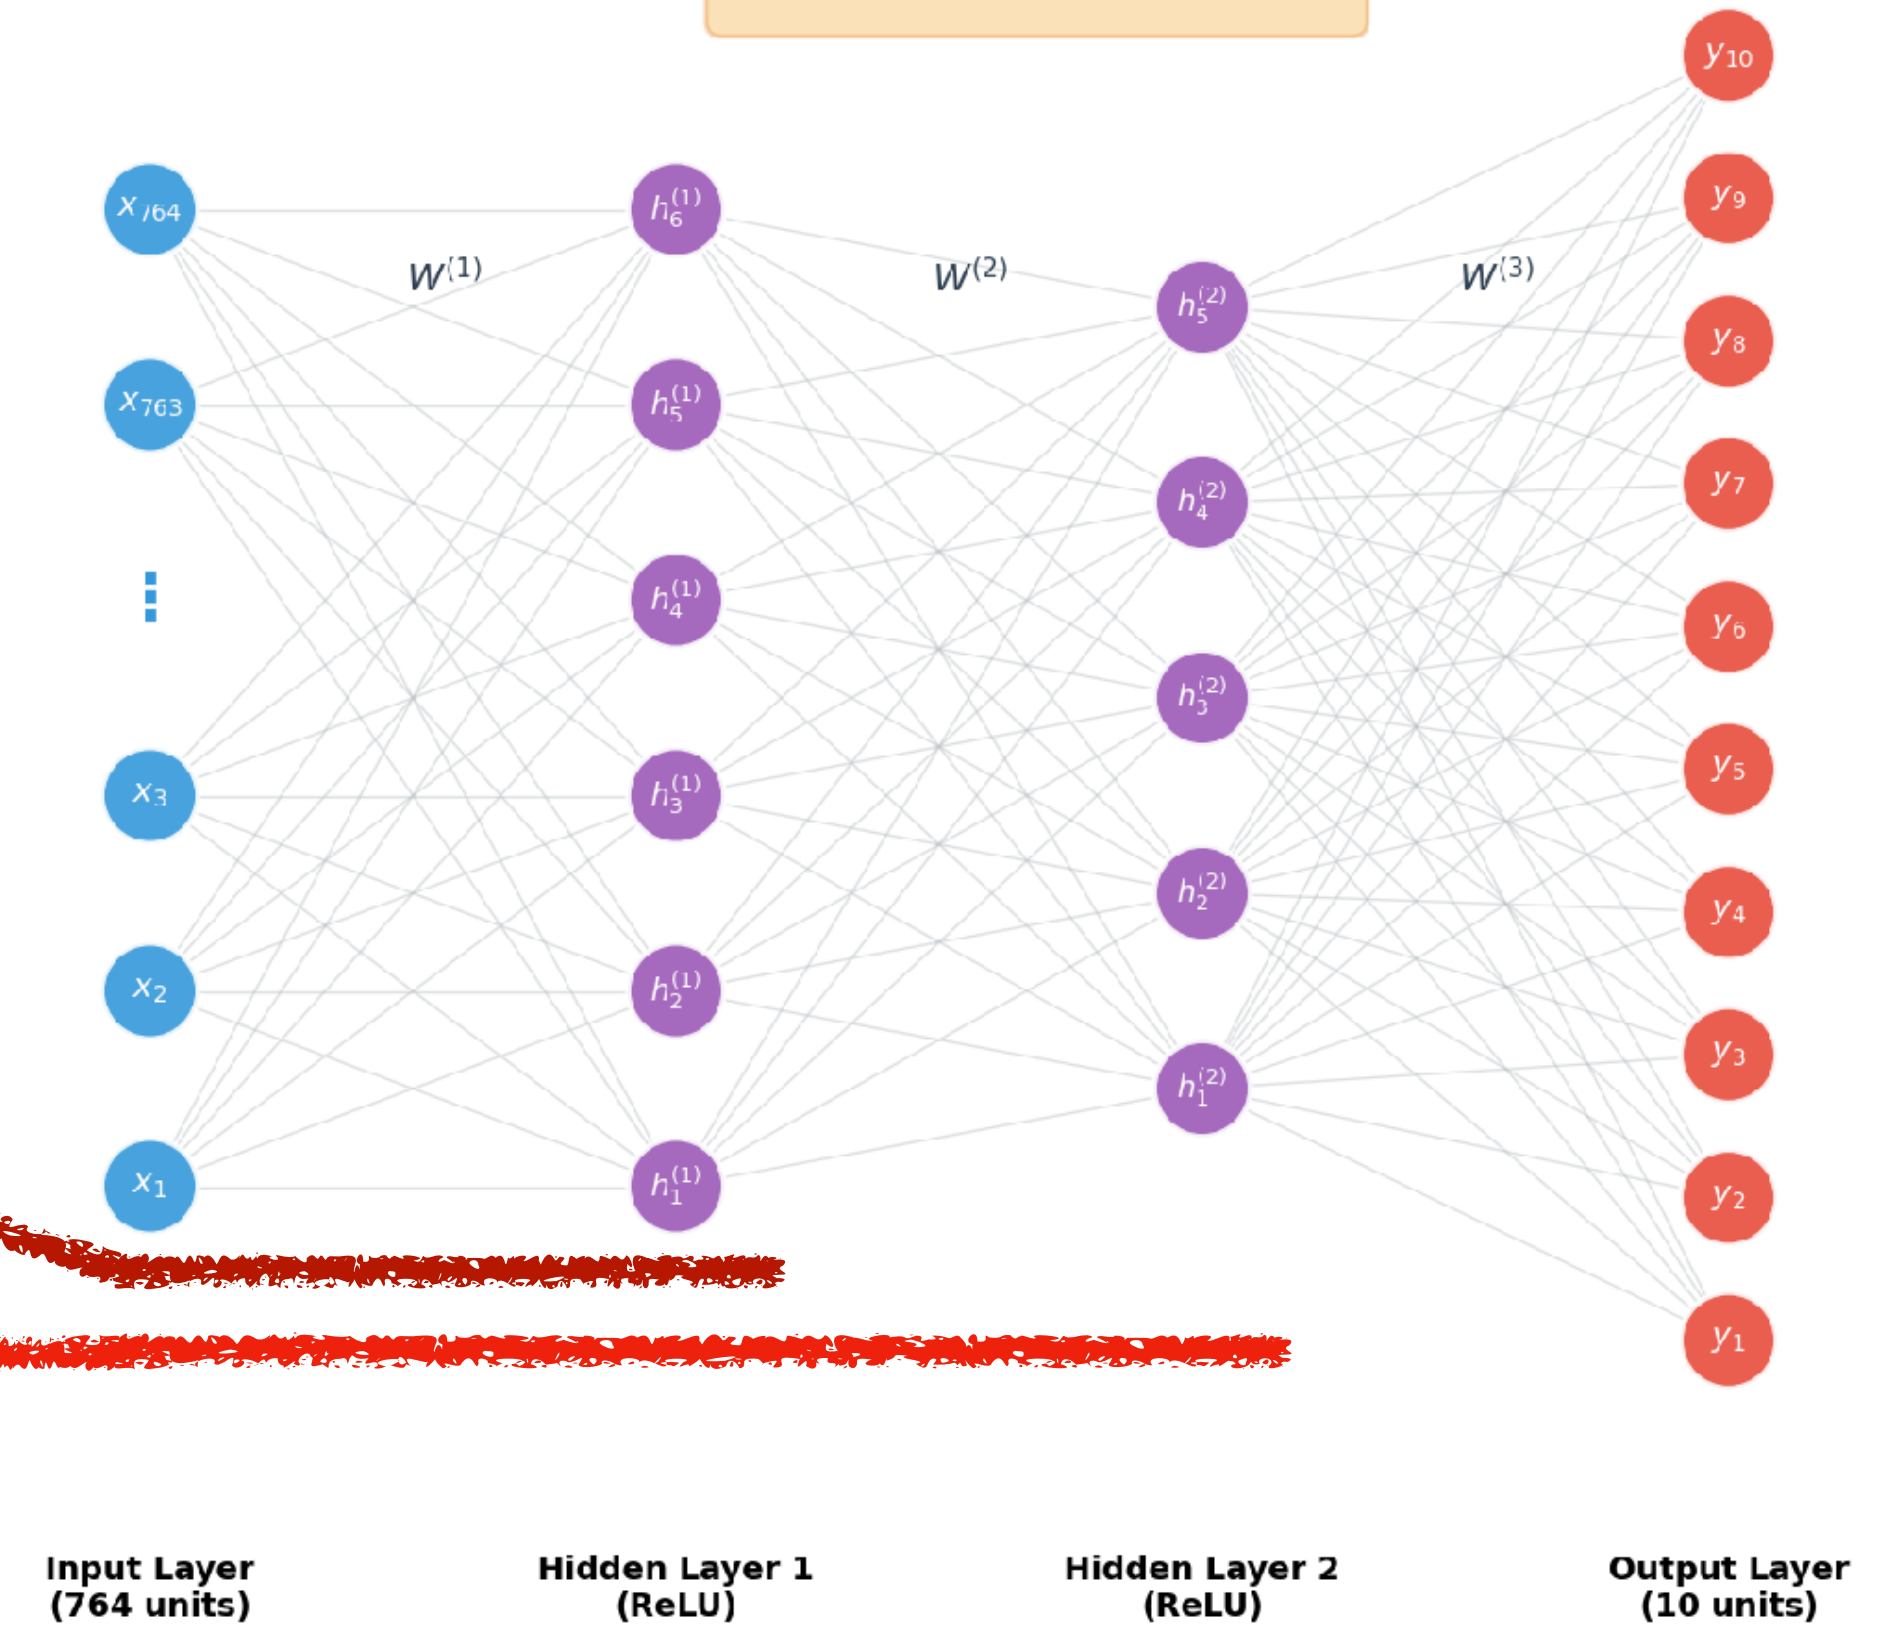 y₁₀
y₉
x₇₆₄ h₆⁽¹⁾
W⁽¹⁾ W⁽²⁾ W⁽³⁾
h₅⁽²⁾
y₈
x₇₆₃ h₅⁽¹⁾
y₇
h₄⁽²⁾
h₄⁽¹⁾
y₆
h₃⁽²⁾
y₅
x₃ h₃⁽¹⁾
h₂⁽²⁾
y₄
x₂ h₂⁽¹⁾
y₃
h₁⁽²⁾
x₁ h₁⁽¹⁾
y₂
y₁
Input Layer
(764 units)
Hidden Layer 1
(ReLU)
Hidden Layer 2
(ReLU)
Output Layer
(10 units)